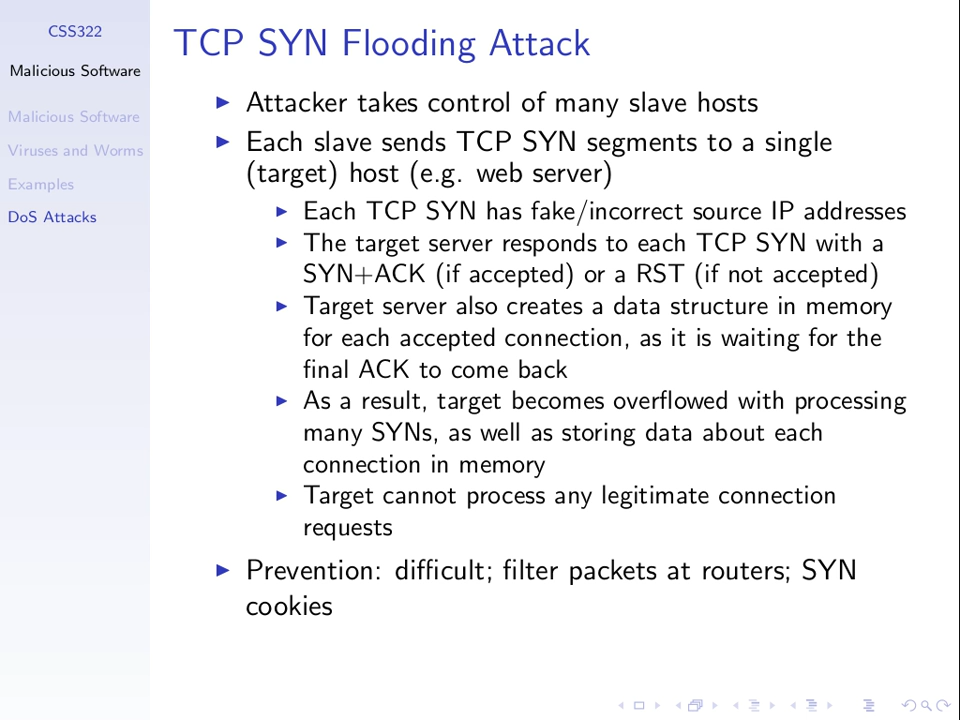 CSS322
Malicious Software
Malicious Software
Viruses and Worms
Examples
DoS Attacks
TCP SYN Flooding Attack
Attacker takes control of many slave hosts
Each slave sends TCP SYN segments to a single
(target) host (e.g. web server)
Each TCP SYN has fake/incorrect source IP addresses
The target server responds to each TCP SYN with a
SYN+ACK (if accepted) or a RST (if not accepted)
Target server also creates a data structure in memory
for each accepted connection, as it is waiting for the
final ACK to come back
As a result, target becomes overflowed with processing
many SYNs, as well as storing data about each
connection in memory
Target cannot process any legitimate connection
requests
Prevention: difficult; filter packets at routers; SYN
cookies